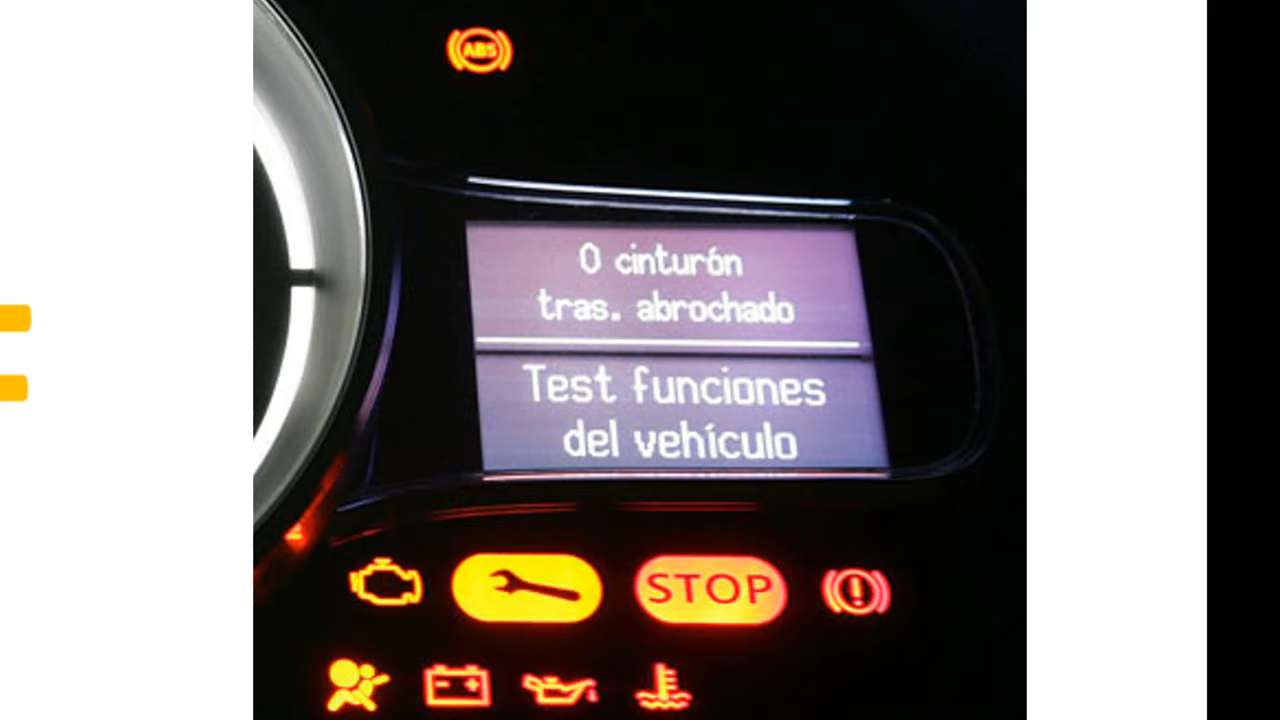 ABS
0 cinturón
tras. abrochado
Test funciones
del vehículo
STOP